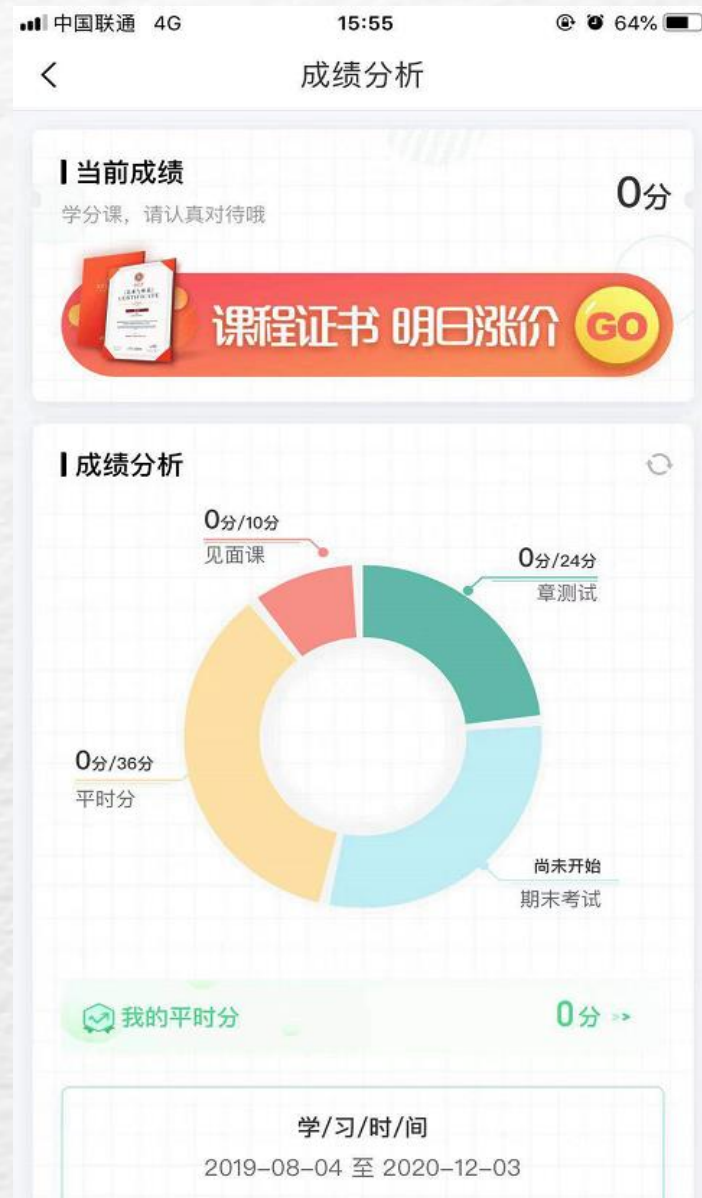 中国联通 4G 15:55 64%
成绩分析
当前成绩
0分
学分课，请认真对待哦
CERTIFICATE
课程证书 明日涨价 GO
成绩分析
0分/10分
见面课
0分/24分
章测试
0分/36分
平时分
尚未开始
期末考试
我的平时分 0分 >>
学/习/时/间
2019-08-04 至 2020-12-03